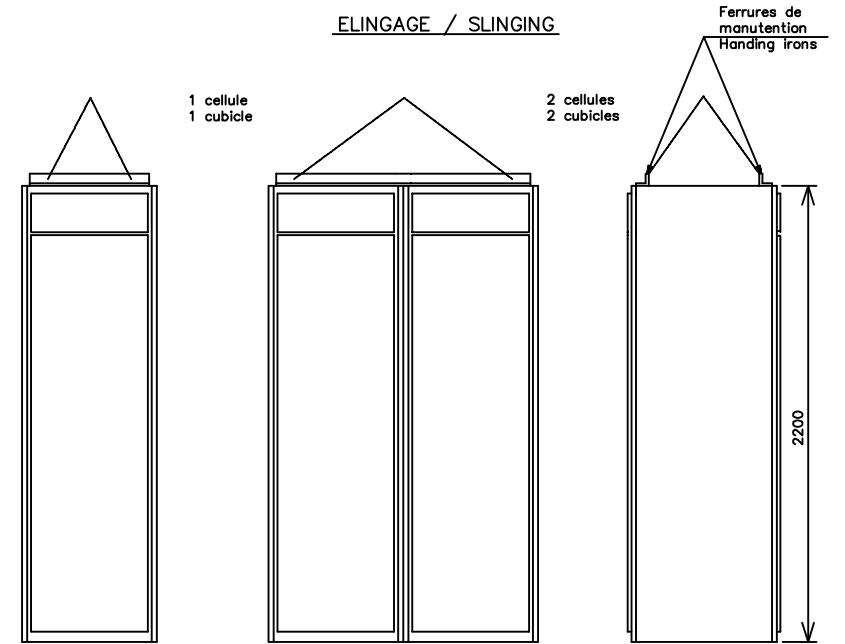 ELINGAGE / SLINGING
Ferrures de
manutention
Handing irons
1 cellule
1 cubicle
2 cellules
2 cubicles
2200